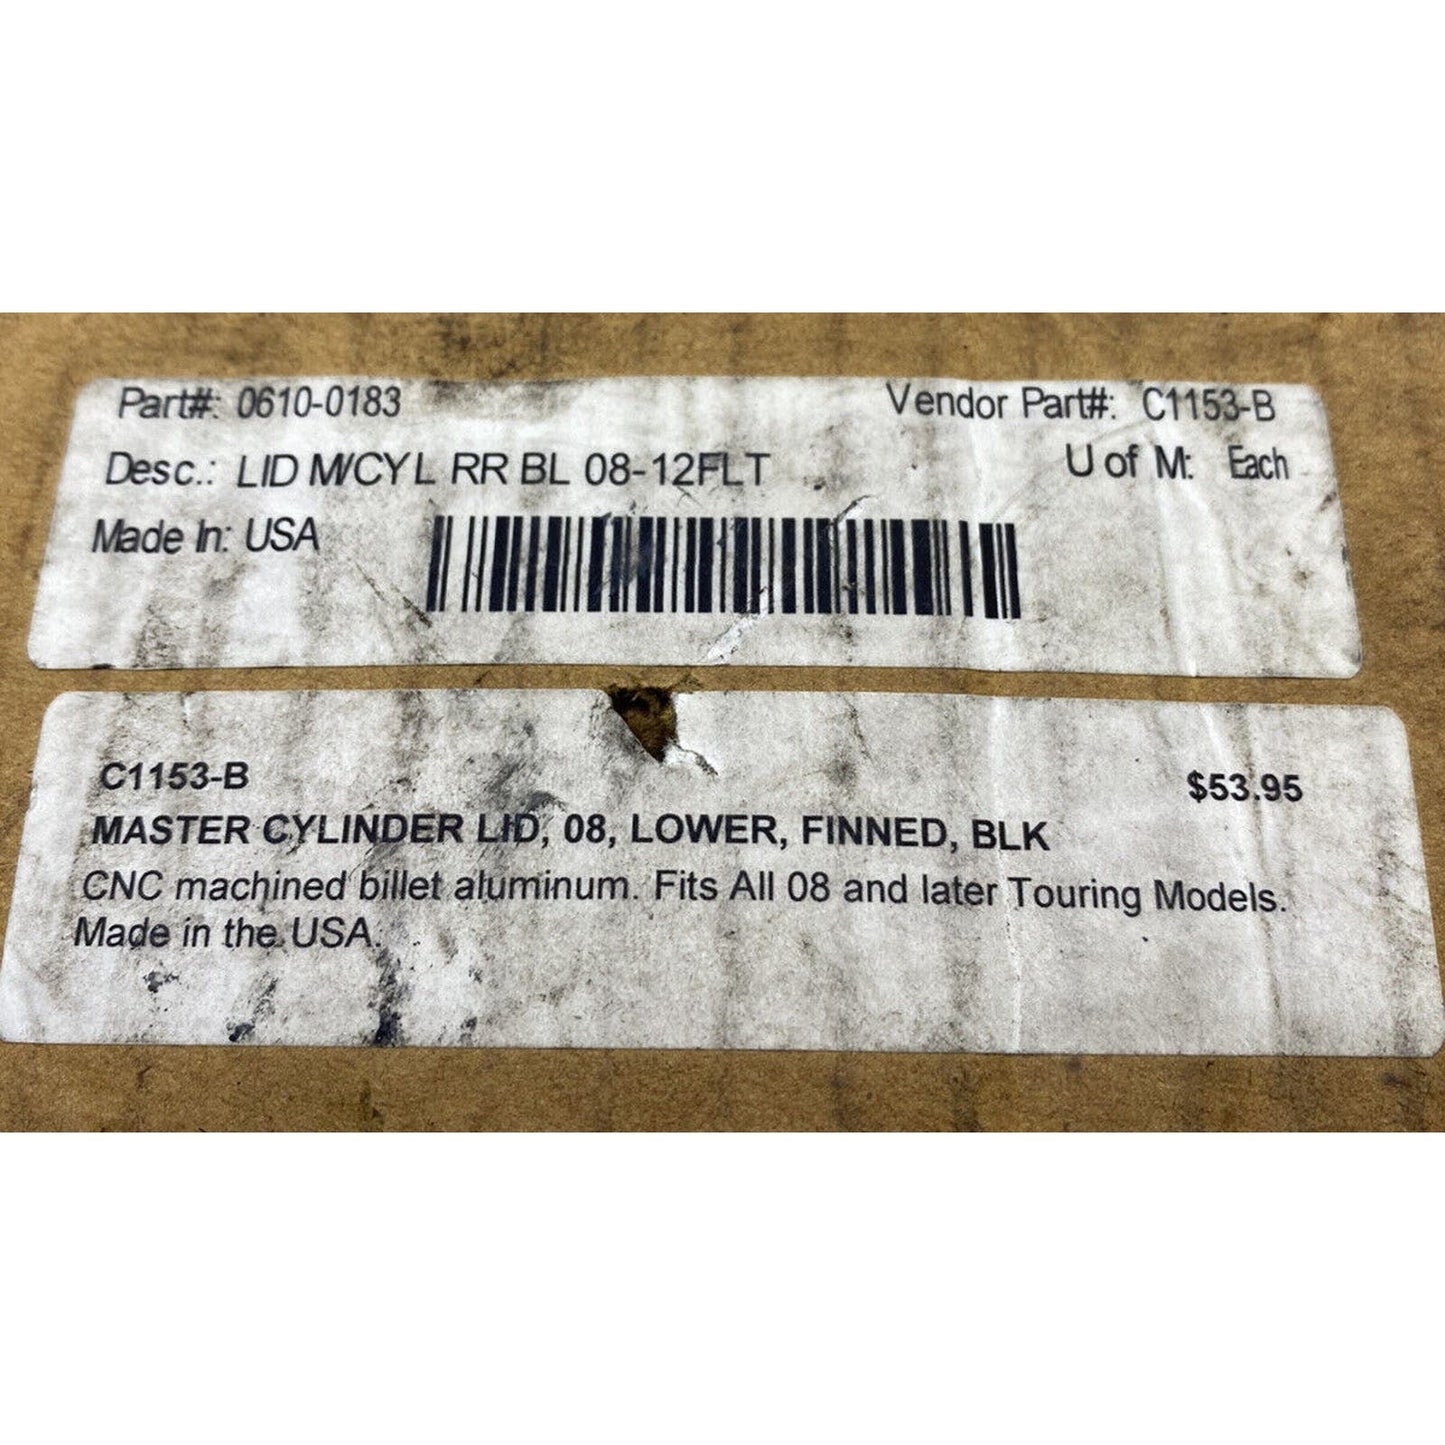 Part#: 0610-0183 Vendor Part#: C1153-B
Desc.: LID M/CYL RR BL 08-12FLT U of M: Each
Made In: USA
C1153-B $53.95
MASTER CYLINDER LID, 08, LOWER, FINNED, BLK
CNC machined billet aluminum. Fits All 08 and later Touring Models.
Made in the USA.